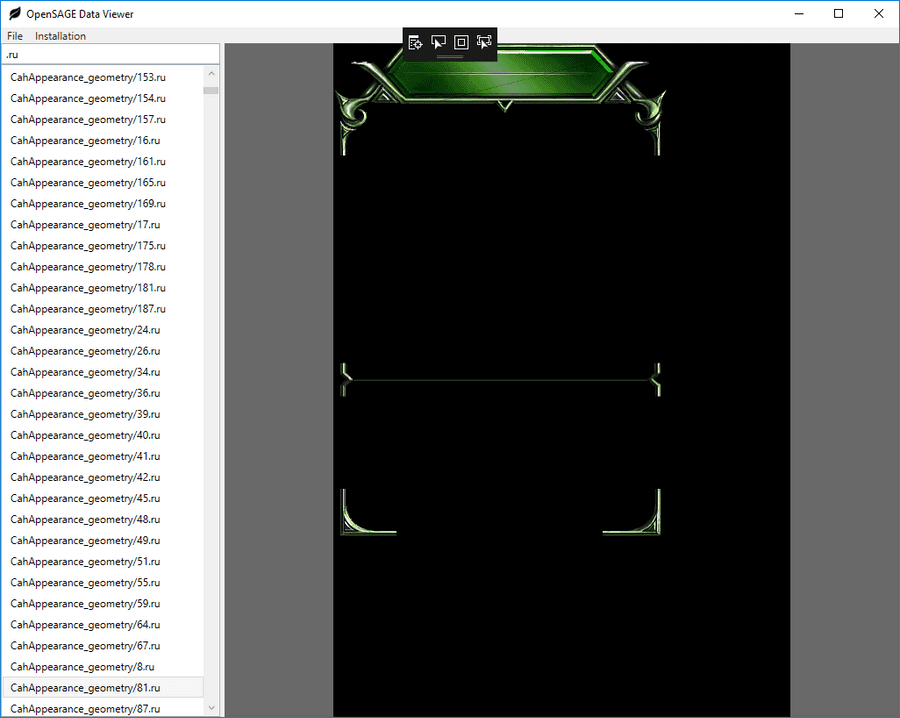 OpenSAGE Data Viewer
File Installation
.ru
CahAppearance_geometry/153.ru
CahAppearance_geometry/154.ru
CahAppearance_geometry/157.ru
CahAppearance_geometry/16.ru
CahAppearance_geometry/161.ru
CahAppearance_geometry/165.ru
CahAppearance_geometry/169.ru
CahAppearance_geometry/17.ru
CahAppearance_geometry/175.ru
CahAppearance_geometry/178.ru
CahAppearance_geometry/181.ru
CahAppearance_geometry/187.ru
CahAppearance_geometry/24.ru
CahAppearance_geometry/26.ru
CahAppearance_geometry/34.ru
CahAppearance_geometry/36.ru
CahAppearance_geometry/39.ru
CahAppearance_geometry/40.ru
CahAppearance_geometry/41.ru
CahAppearance_geometry/42.ru
CahAppearance_geometry/45.ru
CahAppearance_geometry/48.ru
CahAppearance_geometry/49.ru
CahAppearance_geometry/51.ru
CahAppearance_geometry/55.ru
CahAppearance_geometry/59.ru
CahAppearance_geometry/64.ru
CahAppearance_geometry/67.ru
CahAppearance_geometry/8.ru
CahAppearance_geometry/81.ru
CahAppearance_geometry/87.ru